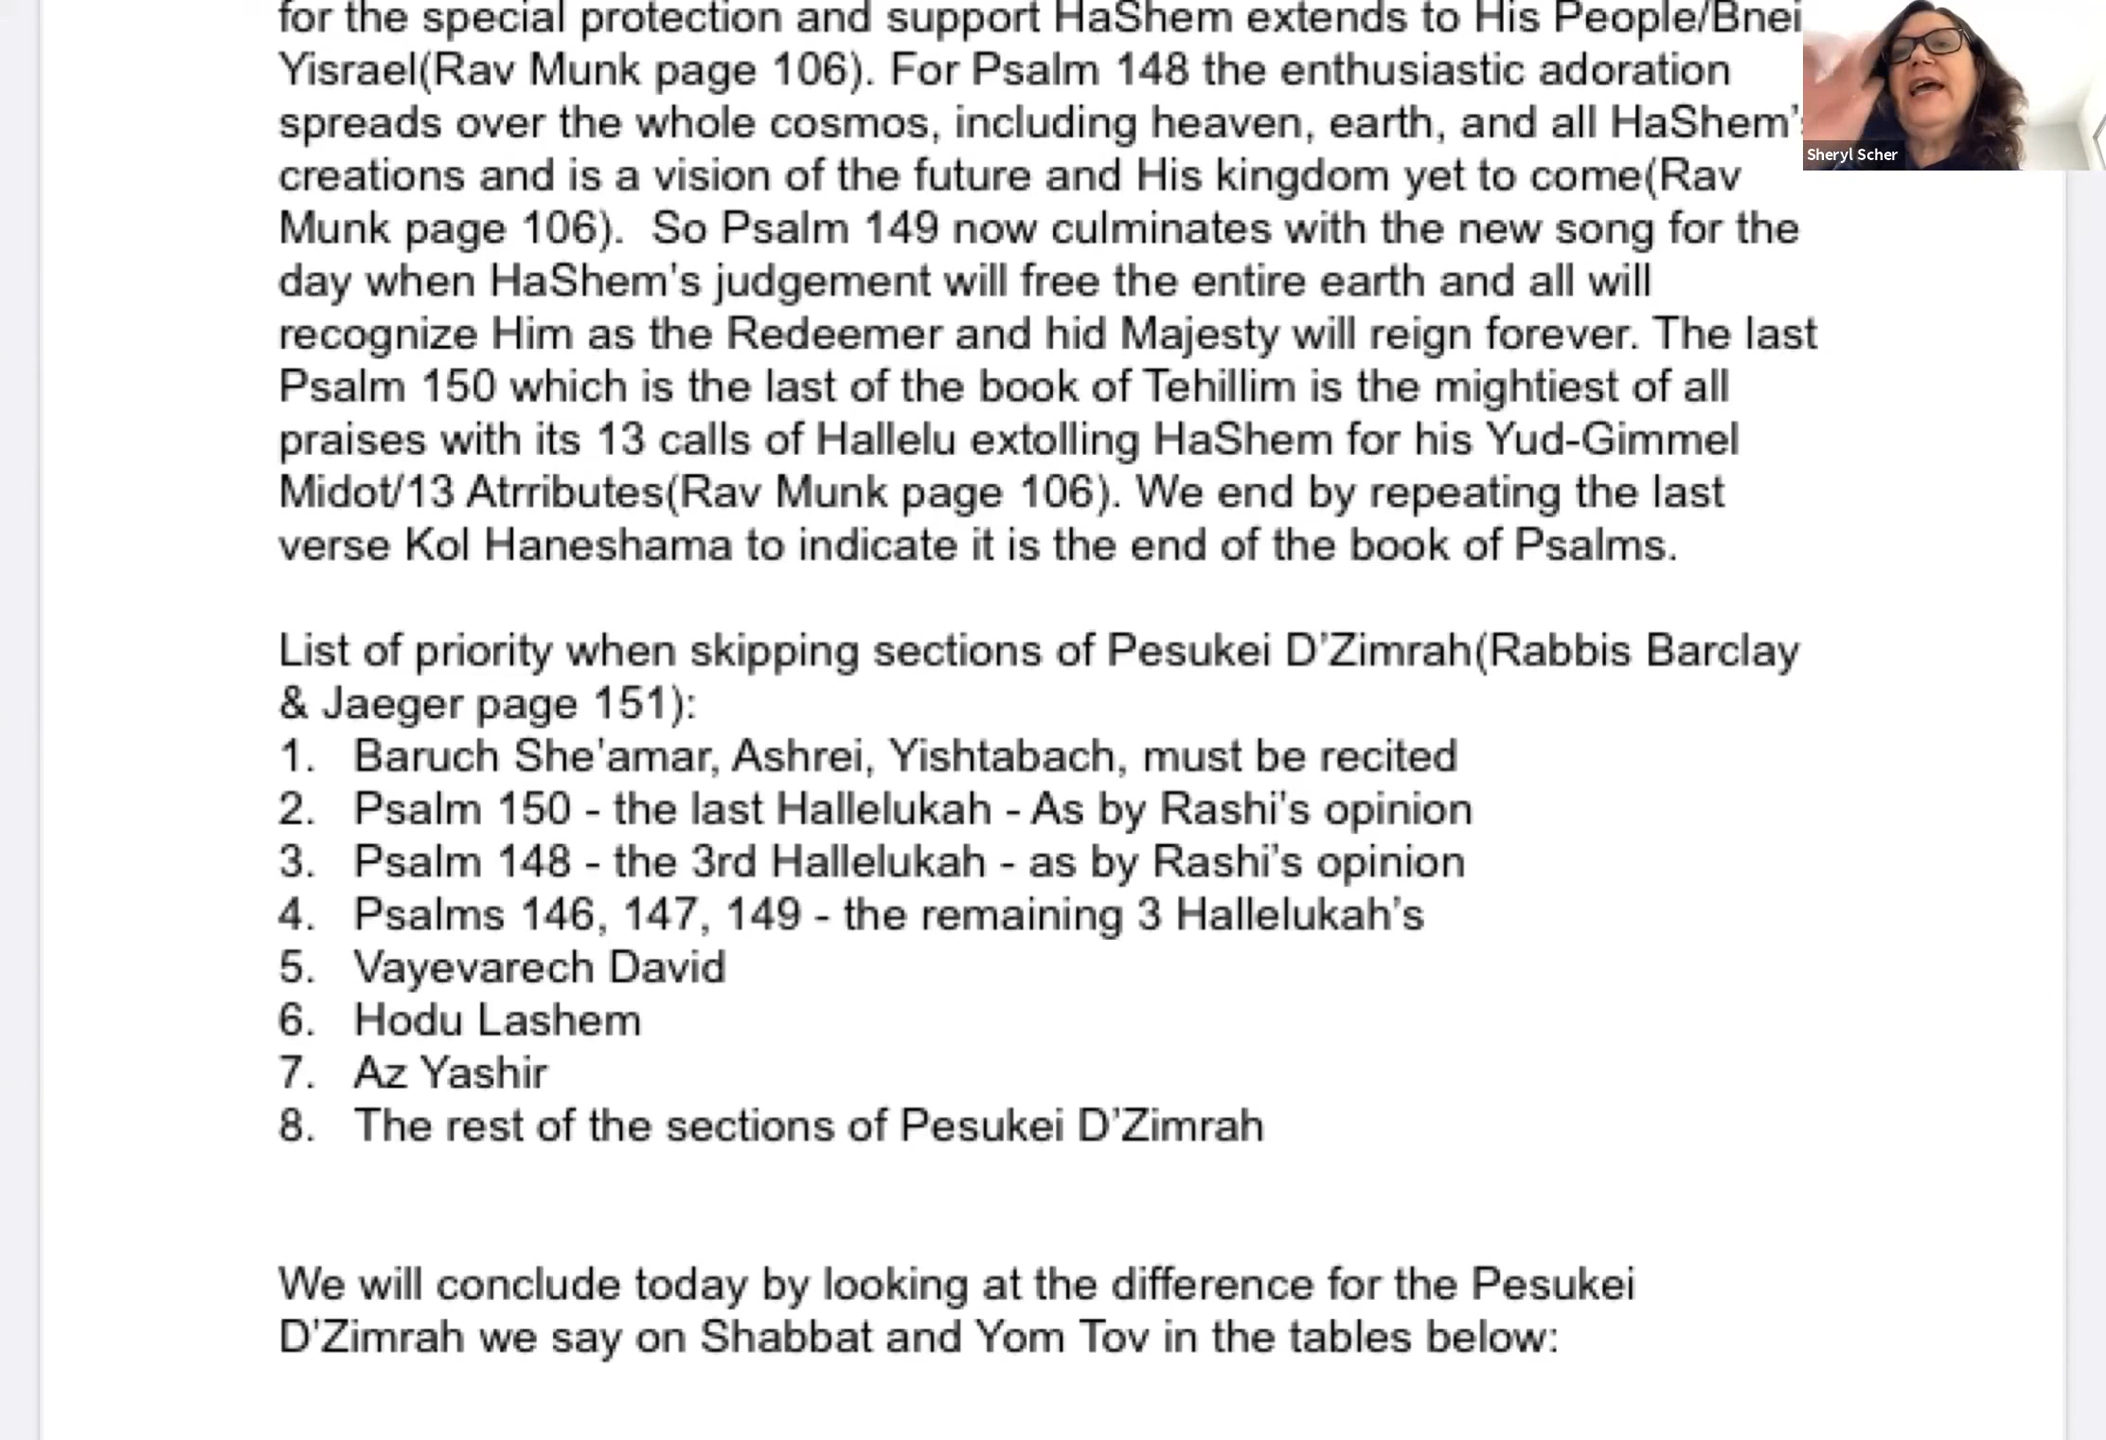 for the special protection and support HaShem extends to His People/Bnei
Yisrael(Rav Munk page 106). For Psalm 148 the enthusiastic adoration
spreads over the whole cosmos, including heaven, earth, and all HaShem'
creations and is a vision of the future and His kingdom yet to come(Rav
Munk page 106).  So Psalm 149 now culminates with the new song for the
day when HaShem's judgement will free the entire earth and all will
recognize Him as the Redeemer and hid Majesty will reign forever. The last
Psalm 150 which is the last of the book of Tehillim is the mightiest of all
praises with its 13 calls of Hallelu extolling HaShem for his Yud-Gimmel
Midot/13 Atrributes(Rav Munk page 106). We end by repeating the last
verse Kol Haneshama to indicate it is the end of the book of Psalms.
List of priority when skipping sections of Pesukei D'Zimrah(Rabbis Barclay
& Jaeger page 151):
1. Baruch She'amar, Ashrei, Yishtabach, must be recited
2. Psalm 150 - the last Hallelukah - As by Rashi's opinion
3. Psalm 148 - the 3rd Hallelukah - as by Rashi's opinion
4. Psalms 146, 147, 149 - the remaining 3 Hallelukah's
5. Vayevarech David
6. Hodu Lashem
7. Az Yashir
8. The rest of the sections of Pesukei D'Zimrah
We will conclude today by looking at the difference for the Pesukei
D'Zimrah we say on Shabbat and Yom Tov in the tables below:
Sheryl Scher